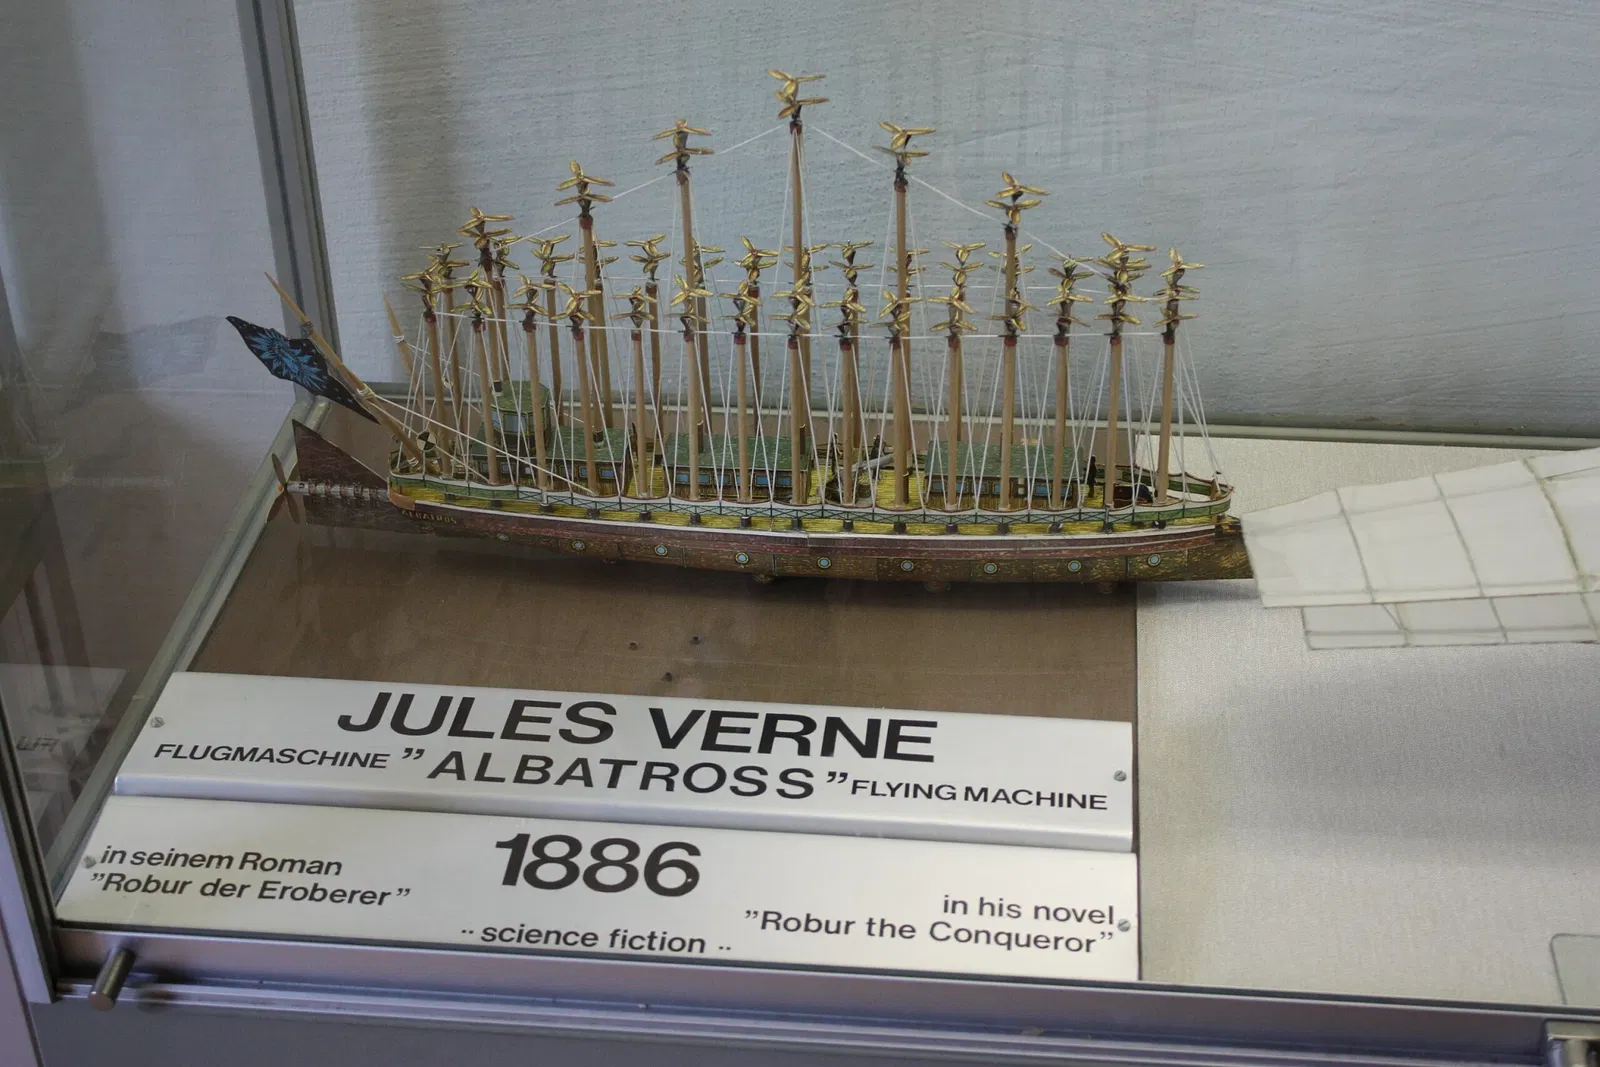 ALBATROS
JULES VERNE
FLUGMASCHINE "ALBATROSS" FLYING MACHINE
1886
in seinem Roman
"Robur der Eroberer"
in his novel
"Robur the Conqueror"
.. science fiction ..